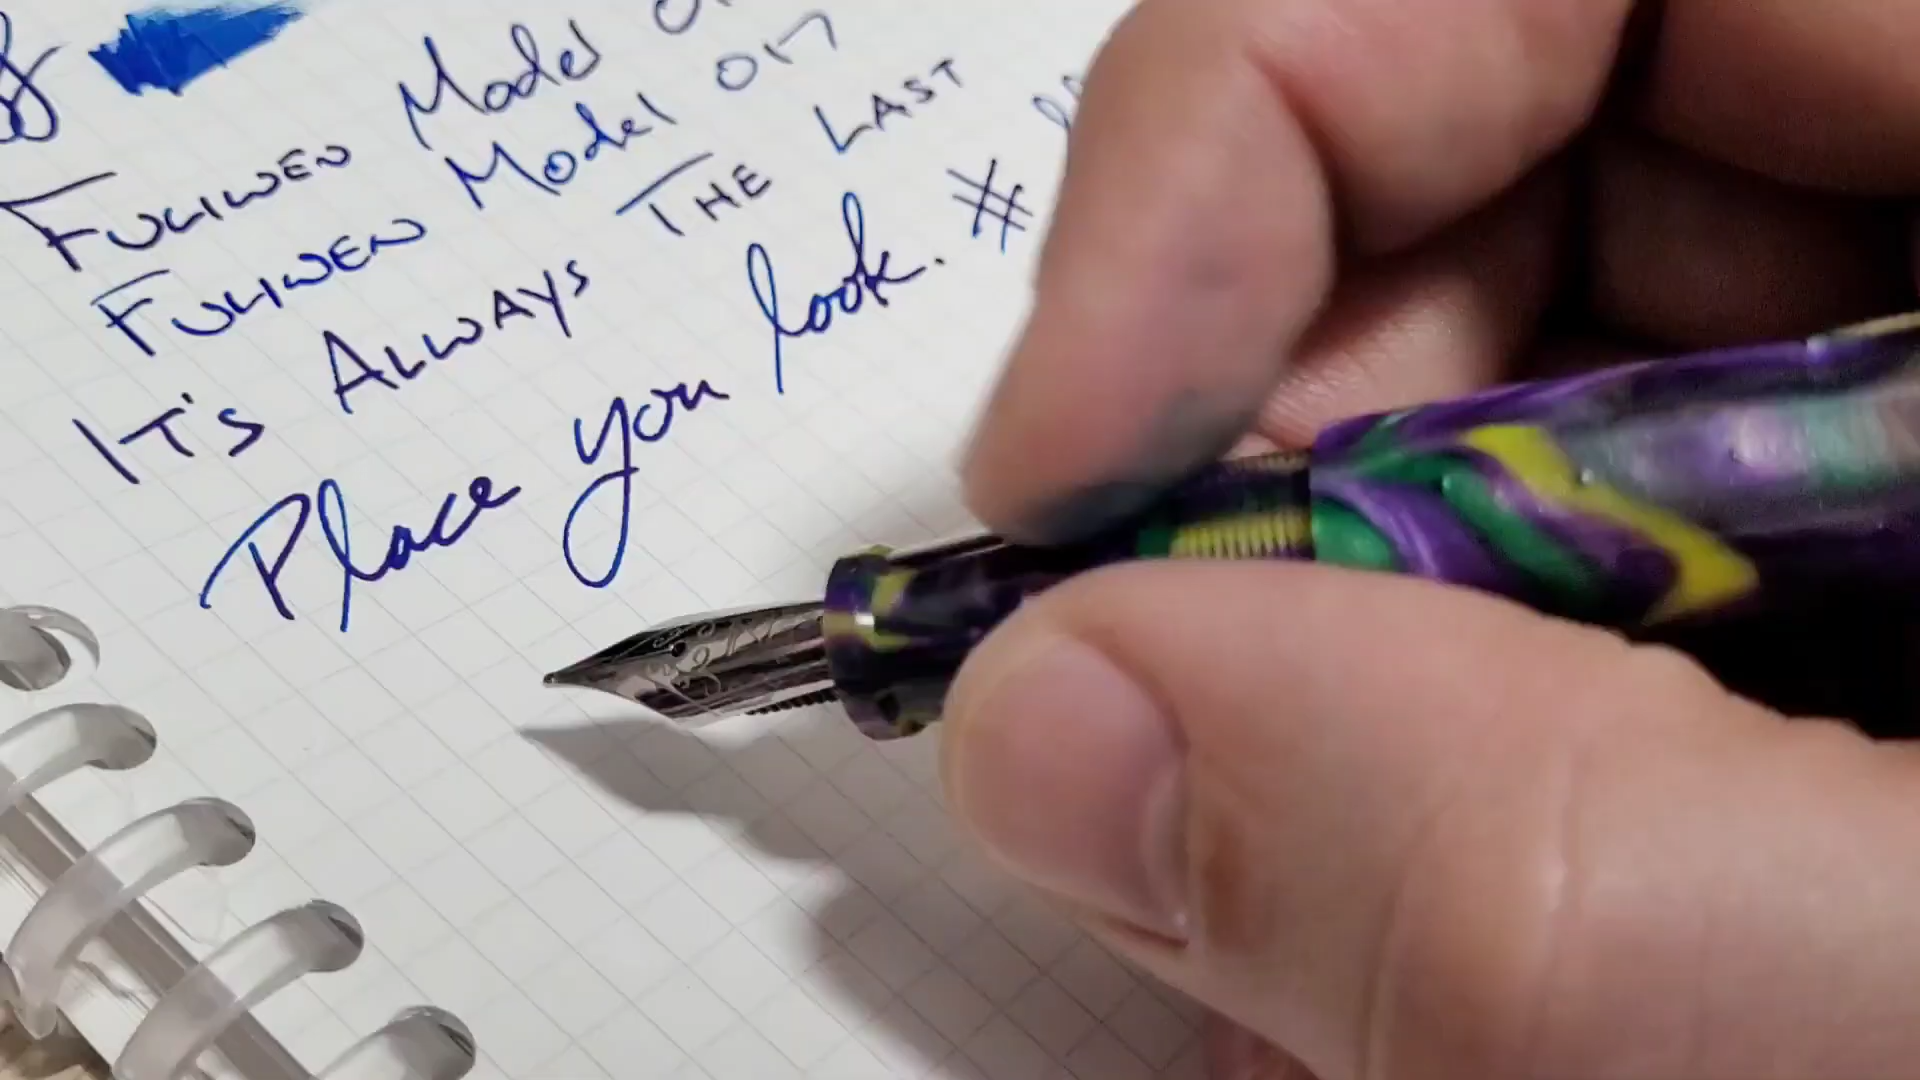 FULIWEN Model
FULIWEN Model 017
IT'S ALWAYS THE LAST
Place you look. #